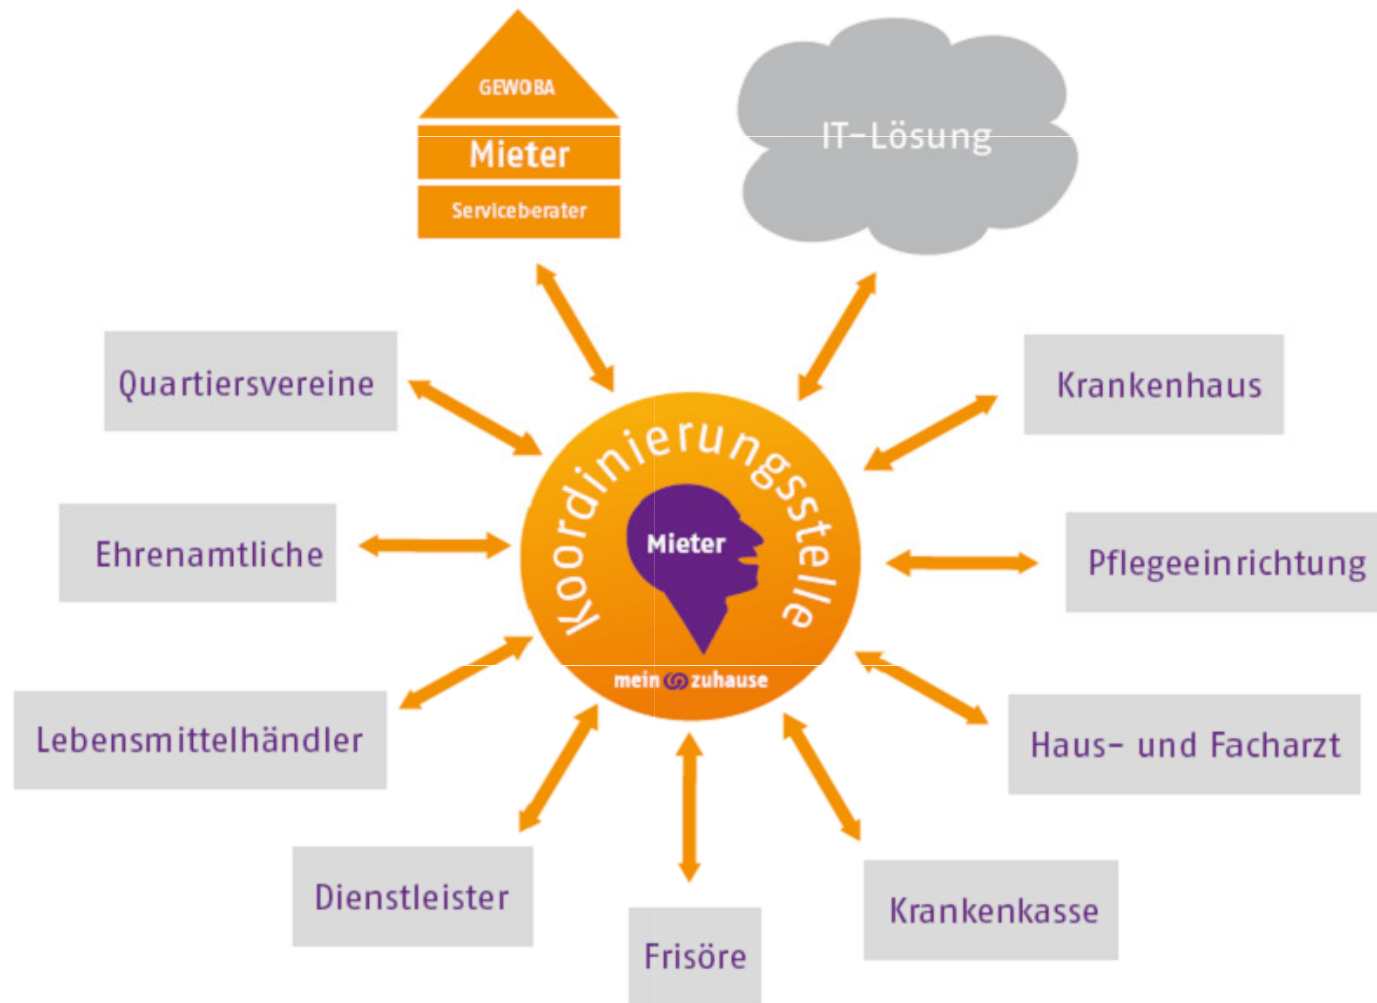 GEWOBA
Mieter
Serviceberater
IT-Lösung
Quartiersvereine
Krankenhaus
Koordinierungsstelle
Mieter
mein zuhause
Ehrenamtliche
Pflegeeinrichtung
Lebensmittelhändler
Haus- und Facharzt
Dienstleister
Krankenkasse
Frisöre